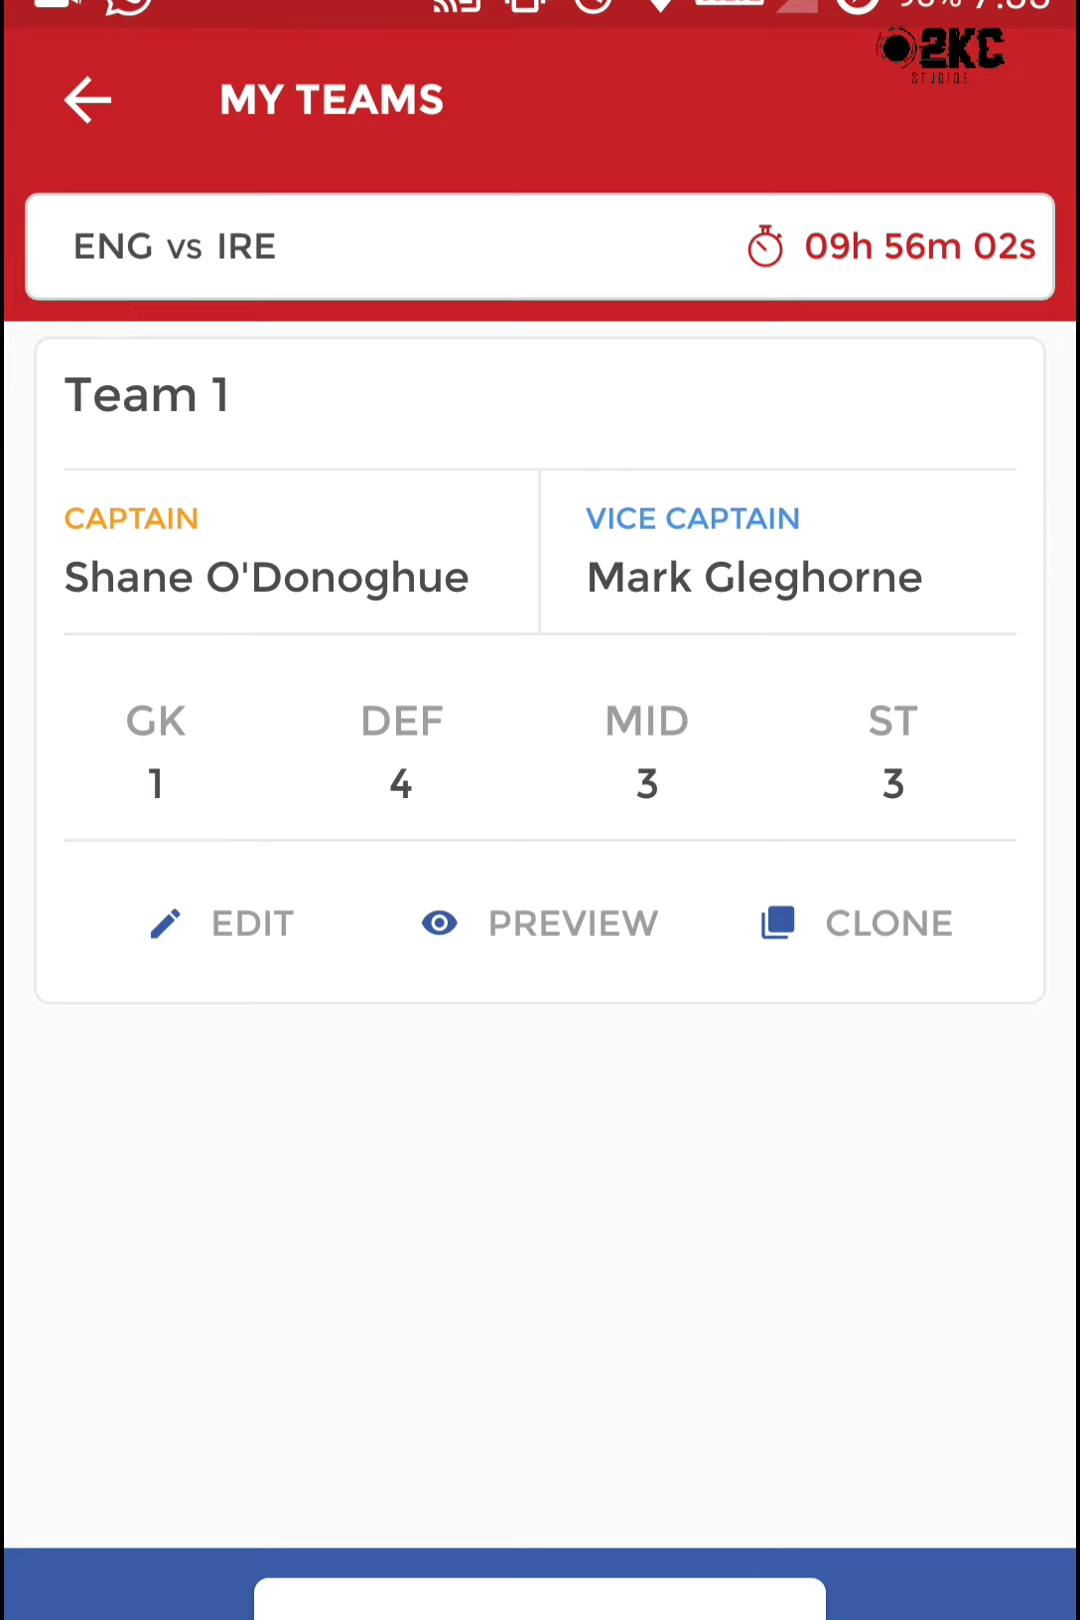 2KC
STUDIOS
MY TEAMS
ENG vs IRE
09h 56m 02s
Team 1
CAPTAIN
VICE CAPTAIN
Shane O'Donoghue
Mark Gleghorne
GK
DEF
MID
ST
1
4
3
3
EDIT
PREVIEW
CLONE